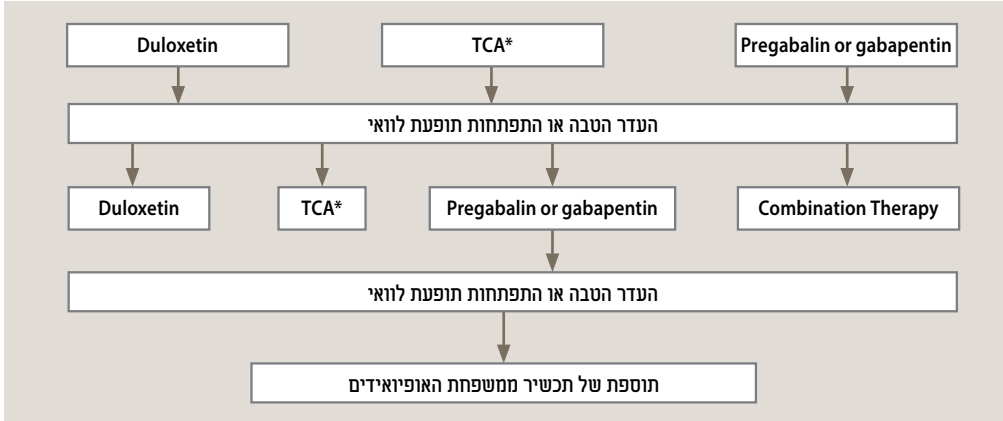 Duloxetin
TCA*
Pregabalin or gabapentin
העדר הטבה או התפתחות תופעת לוואי
Duloxetin
TCA*
Pregabalin or gabapentin
Combination Therapy
העדר הטבה או התפתחות תופעת לוואי
תוספת של תכשיר ממשפחת האופיואידים